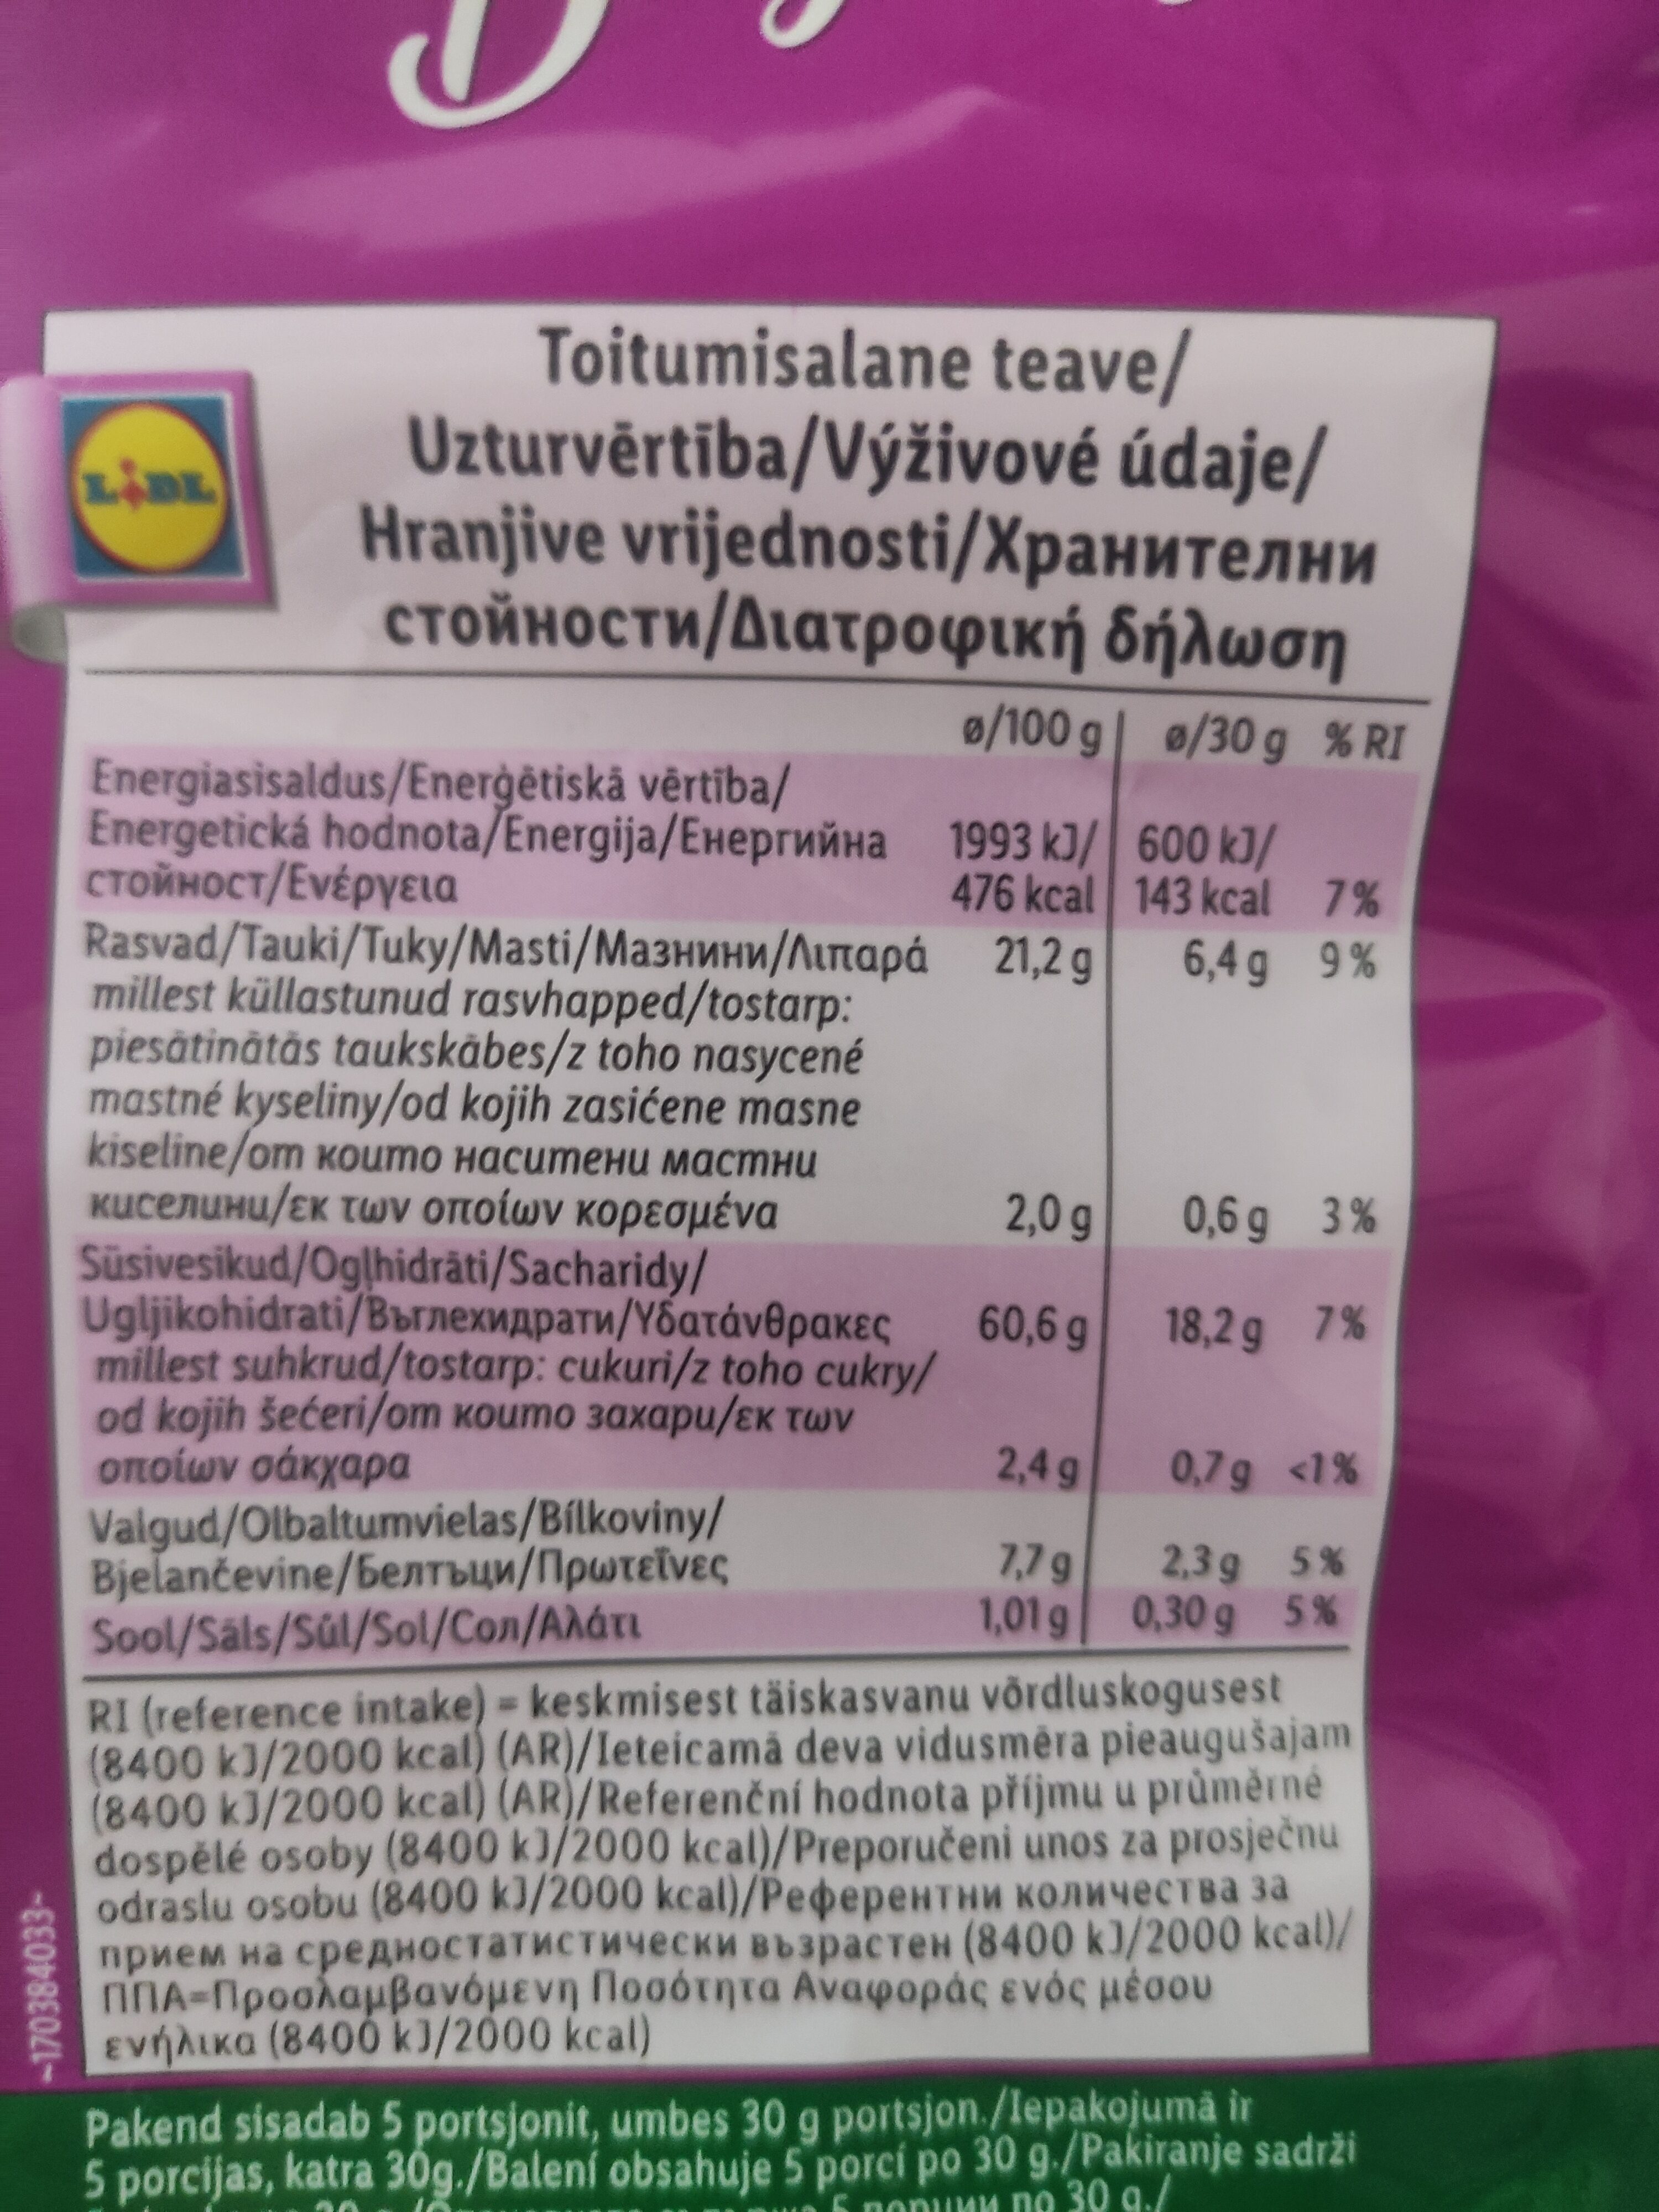 LIDL
Toitumisalane teave/
Uzturvērtība/Výživové údaje/
Hranjive vrijednosti/Хранителни
стойности/Διατροφική δήλωση
ø/100 g ø/30 g % RI
Energiasisaldus/Enerģētiskā vērtība/
Energetická hodnota/Energija/Енергийна 1993 kJ/ 600 kJ/
стойност/Ενέργεια 476 kcal 143 kcal 7%
Rasvad/Tauki/Tuky/Masti/Мазнини/Λιπαρά 21,2 g 6,4 g 9%
millest küllastunud rasvhapped/tostarp:
piesātinātās taukskābes/z toho nasycené
mastné kyseliny/od kojih zasićene masne
kiseline/от които наситени мастни
киселини/εκ των οποίων κορεσμένα 2,0 g 0,6 g 3%
Süsivesikud/Ogļhidrāti/Sacharidy/
Ugljikohidrati/Въглехидрати/Υδατάνθρακες 60,6 g 18,2 g 7%
millest suhkrud/tostarp: cukuri/z toho cukry/
od kojih šećeri/от които захари/εκ των
οποίων σάκχαρα 2,4 g 0,7 g <1%
Valgud/Olbaltumvielas/Bílkoviny/
Bjelančevine/Белтъци/Πρωτεΐνες 7,7 g 2,3 g 5%
Sool/Sāls/Sůl/Sol/Сол/Αλάτι 1,01 g 0,30 g 5%
RI (reference intake) = keskmisest täiskasvanu võrdluskogusest
(8400 kJ/2000 kcal) (AR)/Ieteicamā deva vidusmēra pieaugušajam
(8400 kJ/2000 kcal) (AR)/Referenční hodnota příjmu u průměrné
dospělé osoby (8400 kJ/2000 kcal)/Preporučeni unos za prosječnu
odraslu osobu (8400 kJ/2000 kcal)/Референтни количества за
прием на средностатистически възрастен (8400 kJ/2000 kcal)/
ΠΠΑ=Προσλαμβανόμενη Ποσότητα Αναφοράς ενός μέσου
ενήλικα (8400 kJ/2000 kcal)
~170384033~
Pakend sisadab 5 portsjonit, umbes 30 g portsjon./Iepakojumā ir
5 porcijas, katra 30g./Balení obsahuje 5 porcí po 30 g./Pakiranje sadrži
5 порции по 30 g./